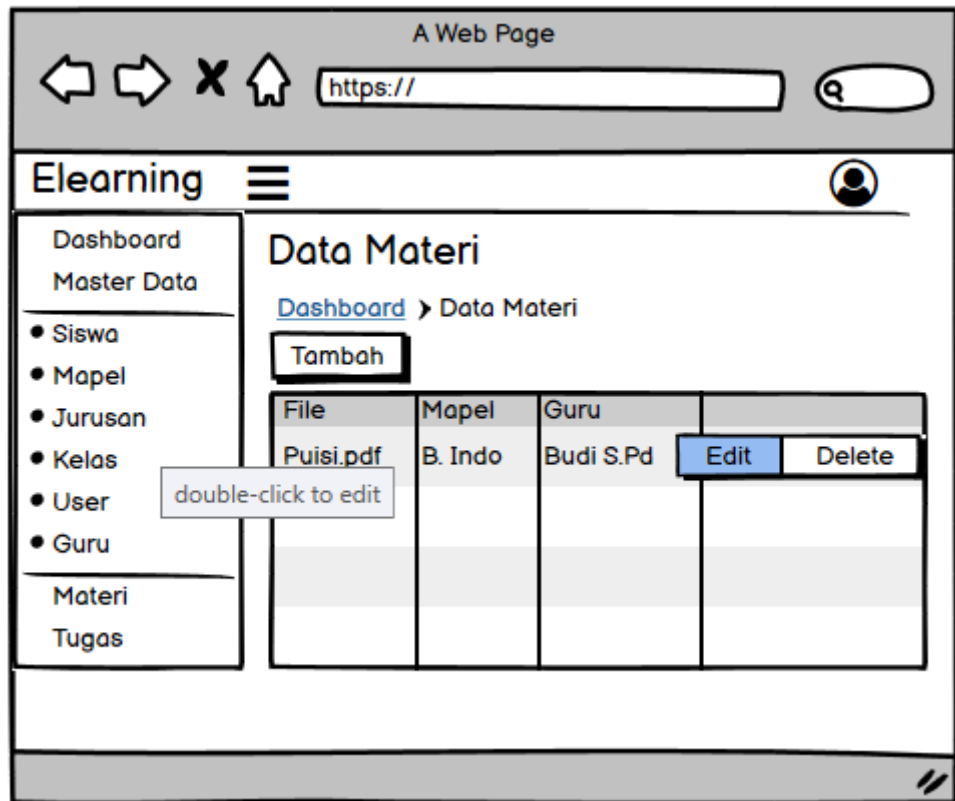 A Web Page
https://
Elearning
Dashboard
Master Data
Siswa
Mapel
Jurusan
Kelas
User
Guru
Materi
Tugas
Data Materi
Dashboard > Data Materi
Tambah
File Mapel Guru
Puisi.pdf B. Indo Budi S.Pd Edit Delete
double-click to edit